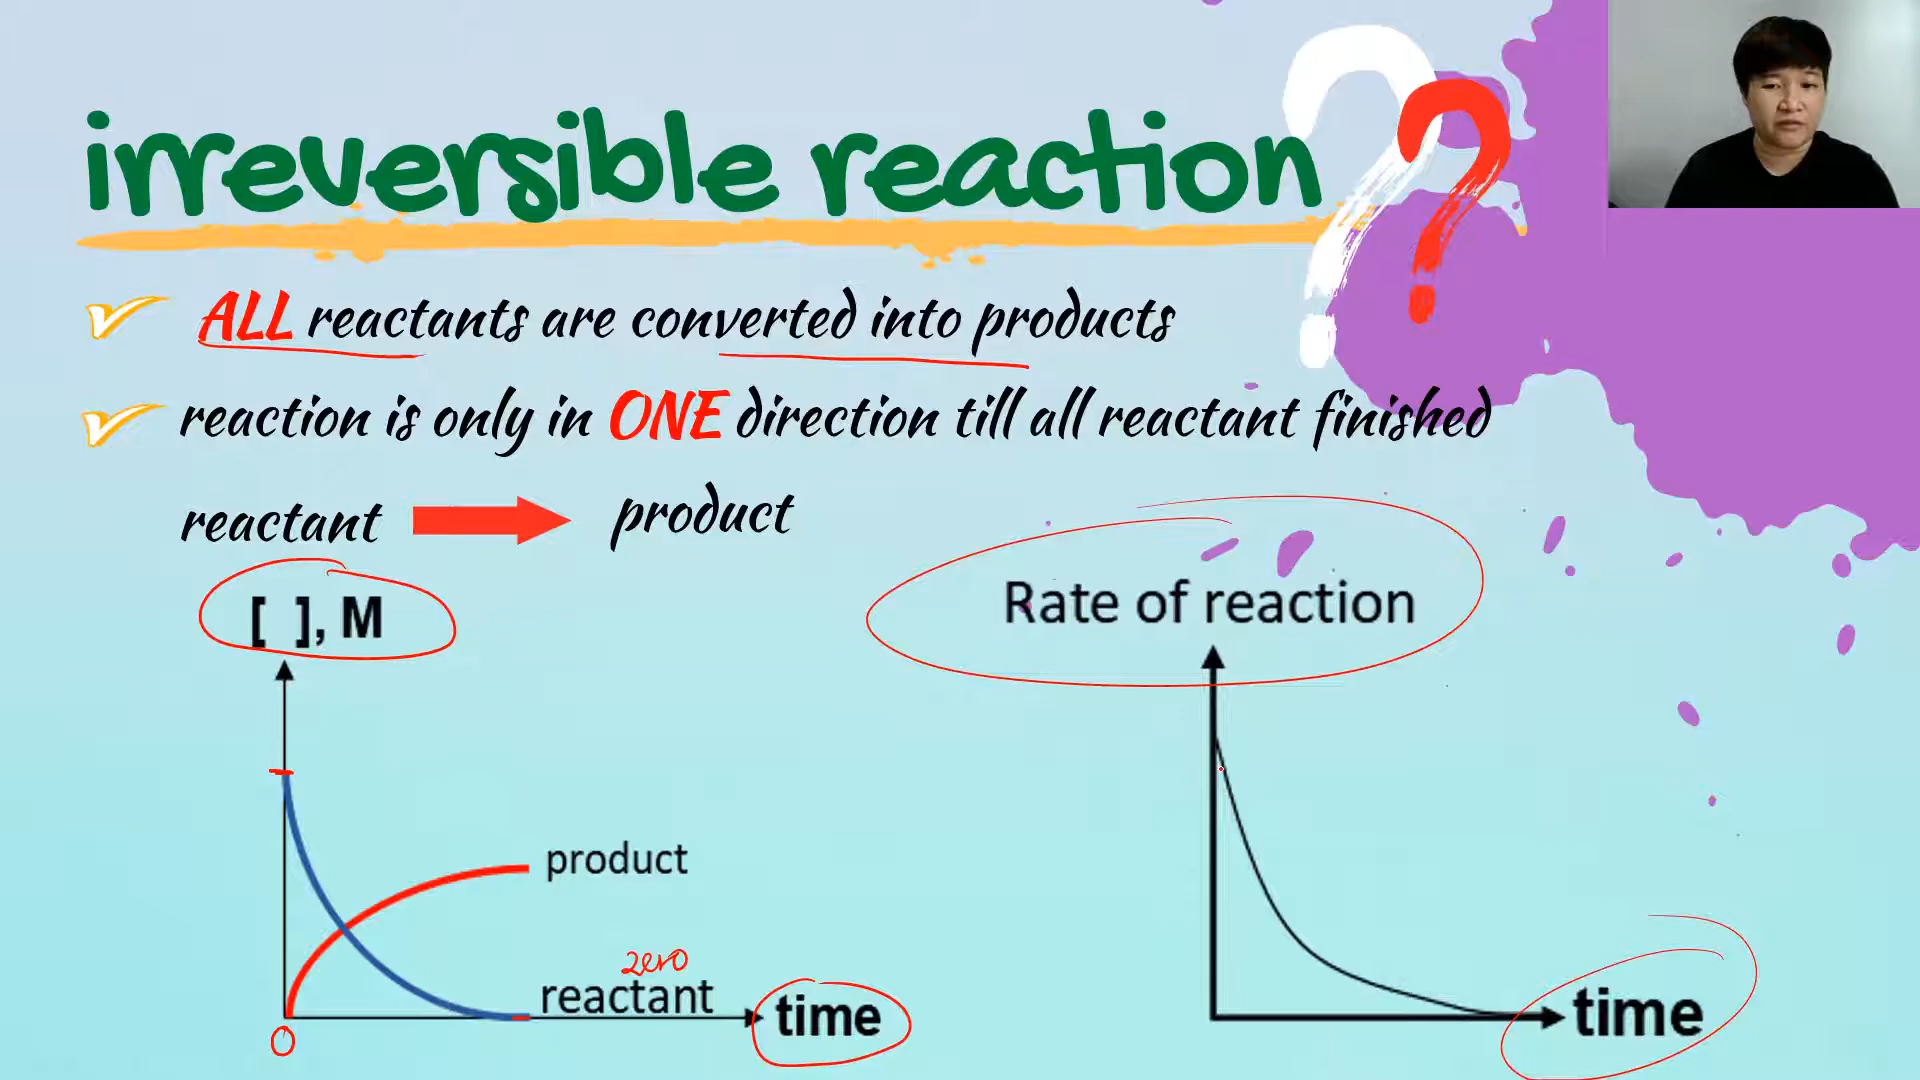 irreversible reaction
??
ALL reactants are converted into products
reaction is only in ONE direction till all reactant finished
reactant product
[ ], M
Rate of reaction
product
zero
reactant
time
0
time